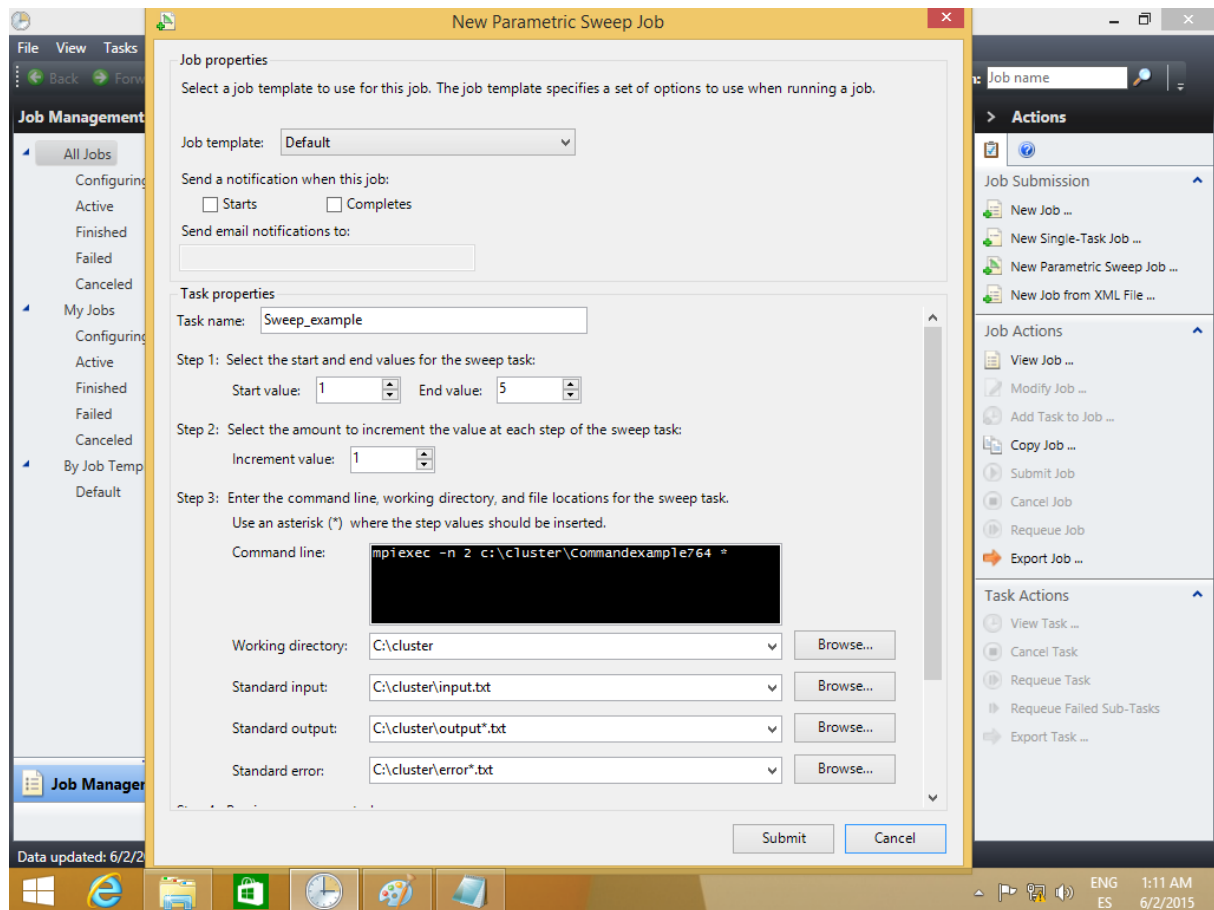 New Parametric Sweep Job
File View Tasks
Back Forw
Job name
Job Management
All Jobs
Configuring
Active
Finished
Failed
Canceled
My Jobs
Configuring
Active
Finished
Failed
Canceled
By Job Temp
Default
Job Manager
Data updated: 6/2/2
Job properties
Select a job template to use for this job. The job template specifies a set of options to use when running a job.
Job template: Default
Send a notification when this job:
Starts Completes
Send email notifications to:
Task properties
Task name: Sweep_example
Step 1: Select the start and end values for the sweep task:
Start value: 1 End value: 5
Step 2: Select the amount to increment the value at each step of the sweep task:
Increment value: 1
Step 3: Enter the command line, working directory, and file locations for the sweep task.
Use an asterisk (*) where the step values should be inserted.
Command line: mpiexec -n 2 c:\cluster\Commandexample764 *
Working directory: C:\cluster Browse...
Standard input: C:\cluster\input.txt Browse...
Standard output: C:\cluster\output*.txt Browse...
Standard error: C:\cluster\error*.txt Browse...
Submit Cancel
Actions
Job Submission
New Job ...
New Single-Task Job ...
New Parametric Sweep Job ...
New Job from XML File ...
Job Actions
View Job ...
Modify Job ...
Add Task to Job ...
Copy Job ...
Submit Job
Cancel Job
Requeue Job
Export Job ...
Task Actions
View Task ...
Cancel Task
Requeue Task
Requeue Failed Sub-Tasks
Export Task ...
ENG 1:11 AM
ES 6/2/2015